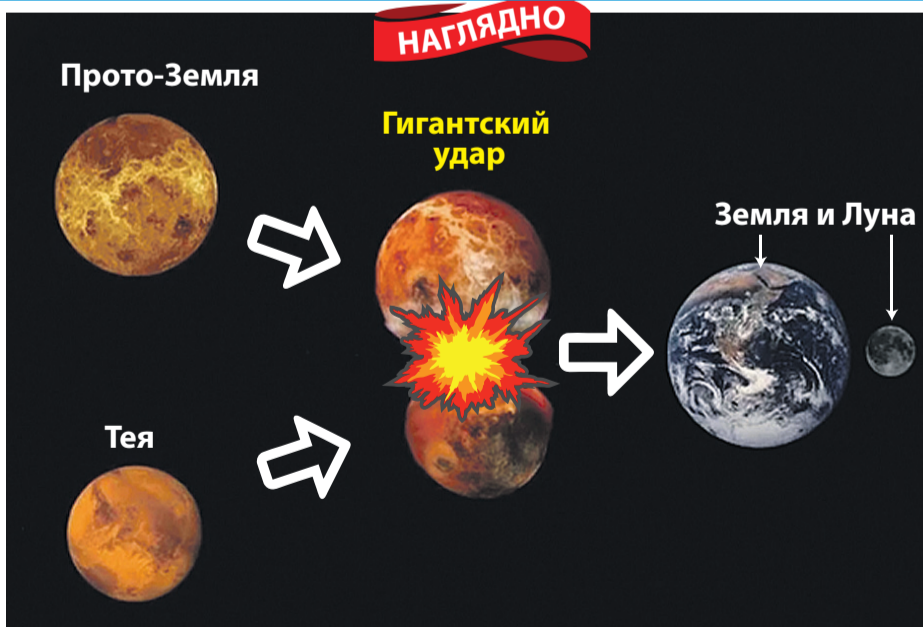 НАГЛЯДНО
Прото-Земля
Гигантский
удар
Земля и Луна
Тея